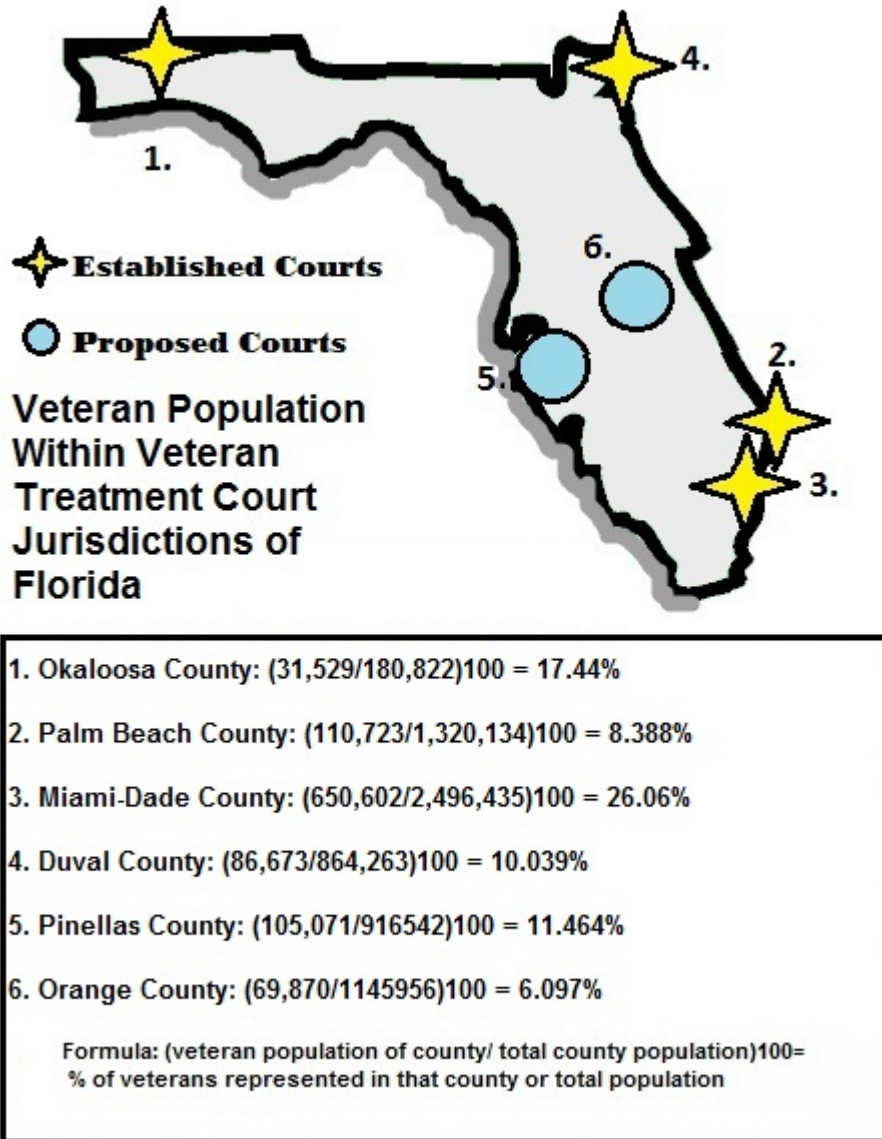 4.
1.
6.
Established Courts
Proposed Courts
2.
5.
3.
Veteran Population
Within Veteran
Treatment Court
Jurisdictions of
Florida
1. Okaloosa County: (31,529/180,822)100 = 17.44%
2. Palm Beach County: (110,723/1,320,134)100 = 8.388%
3. Miami-Dade County: (650,602/2,496,435)100 = 26.06%
4. Duval County: (86,673/864,263)100 = 10.039%
5. Pinellas County: (105,071/916542)100 = 11.464%
6. Orange County: (69,870/1145956)100 = 6.097%
Formula: (veteran population of county/ total county population)100=
% of veterans represented in that county or total population